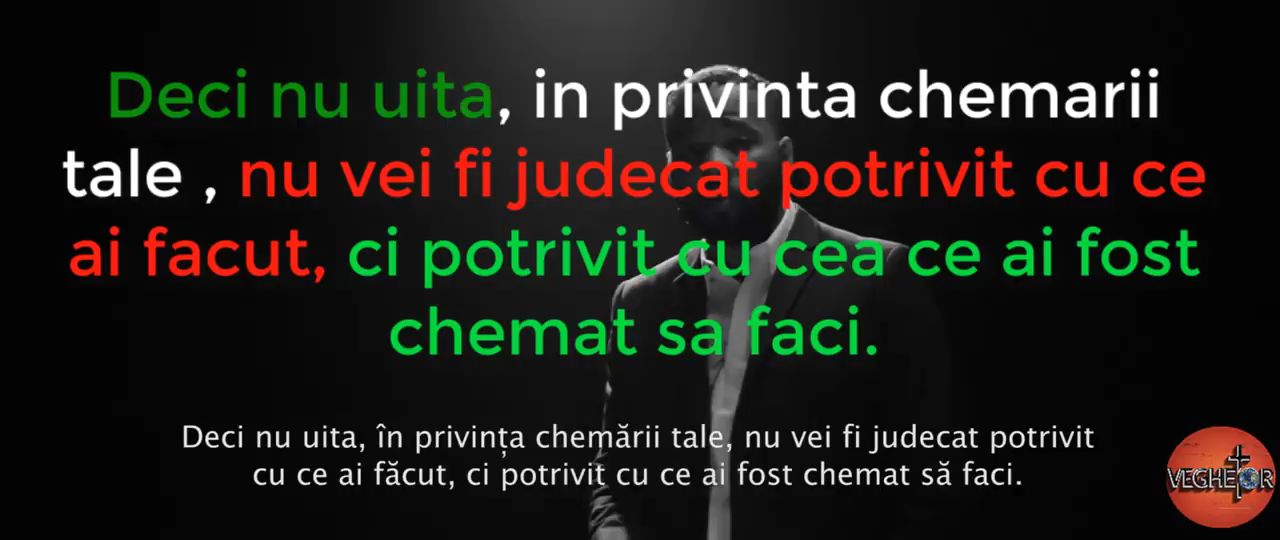 Deci nu uita, in privinta chemarii
tale , nu vei fi judecat potrivit cu ce
ai facut, ci potrivit cu cea ce ai fost
chemat sa faci.
Deci nu uita, în privința chemării tale, nu vei fi judecat potrivit
cu ce ai făcut, ci potrivit cu ce ai fost chemat să faci.
VEGHETOR